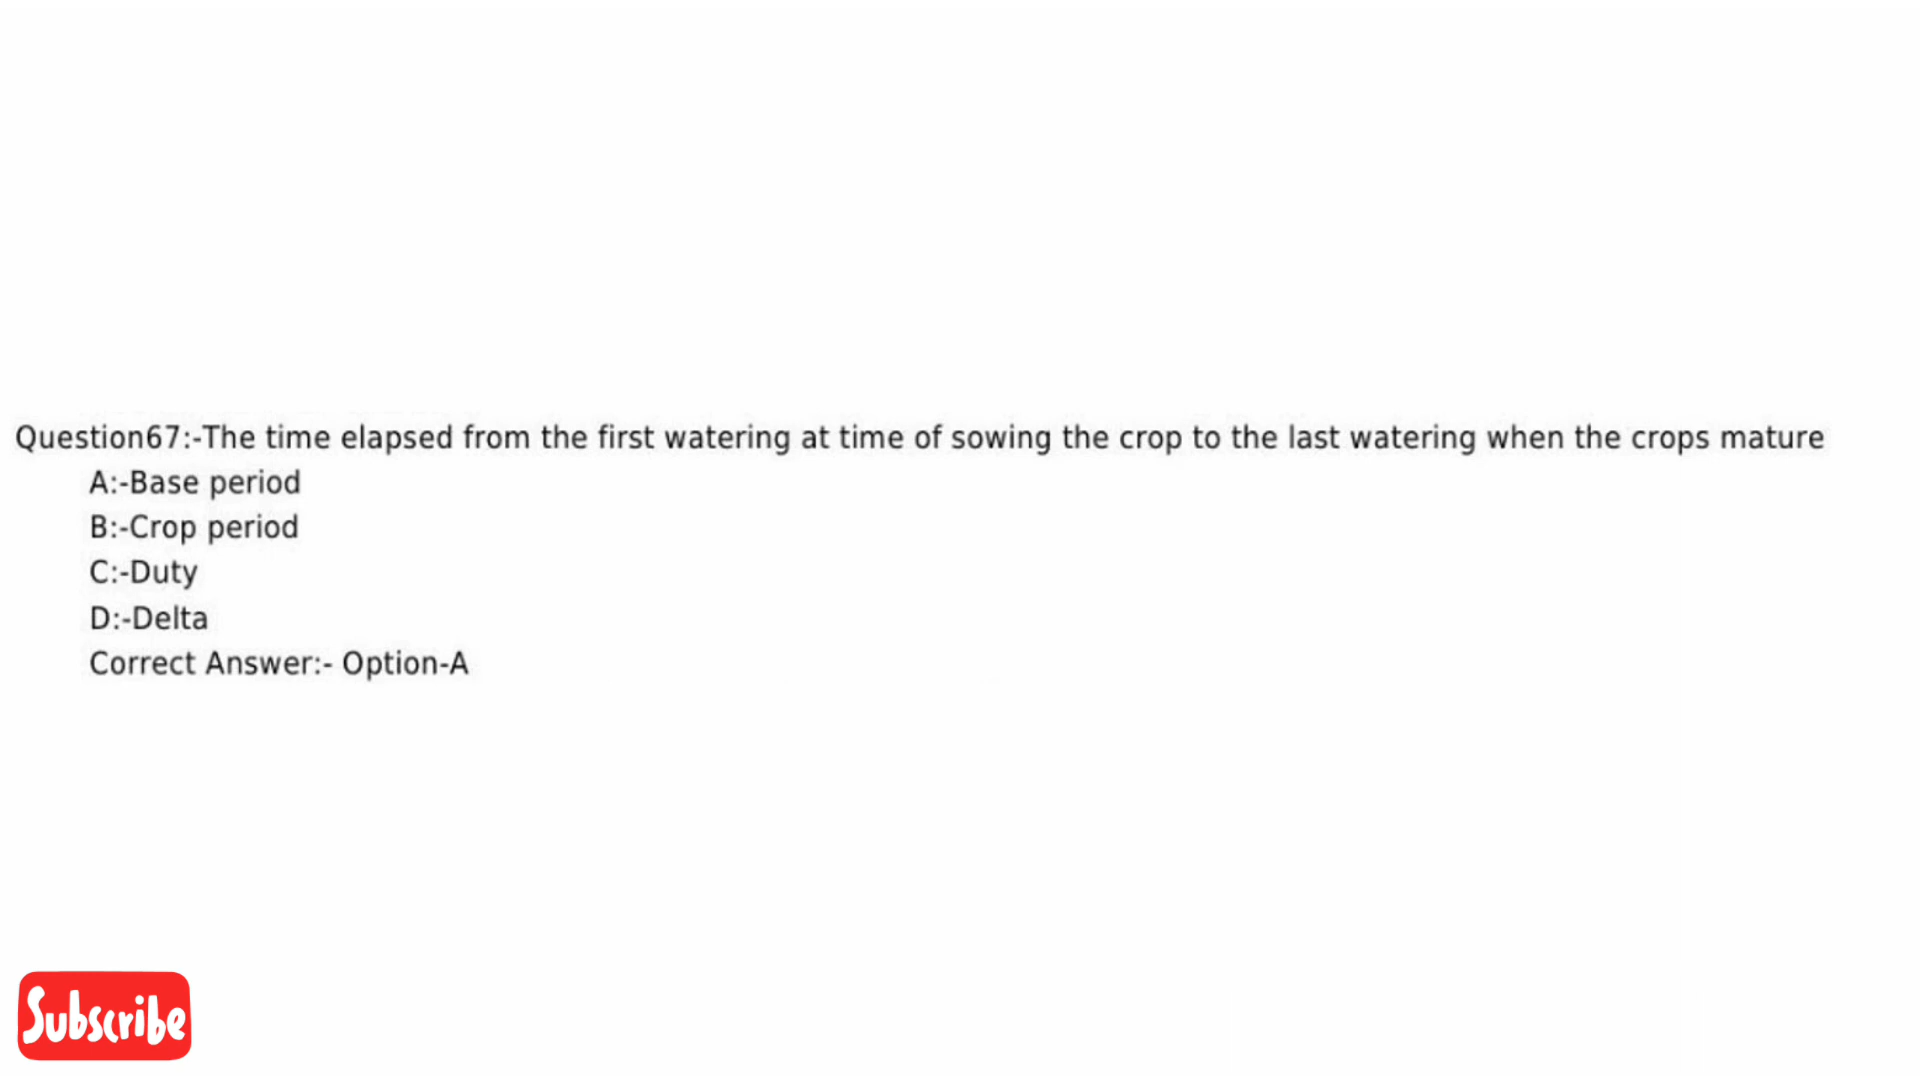 Question67:-The time elapsed from the first watering at time of sowing the crop to the last watering when the crops mature
A:-Base period
B:-Crop period
C:-Duty
D:-Delta
Correct Answer:- Option-A
Subscribe